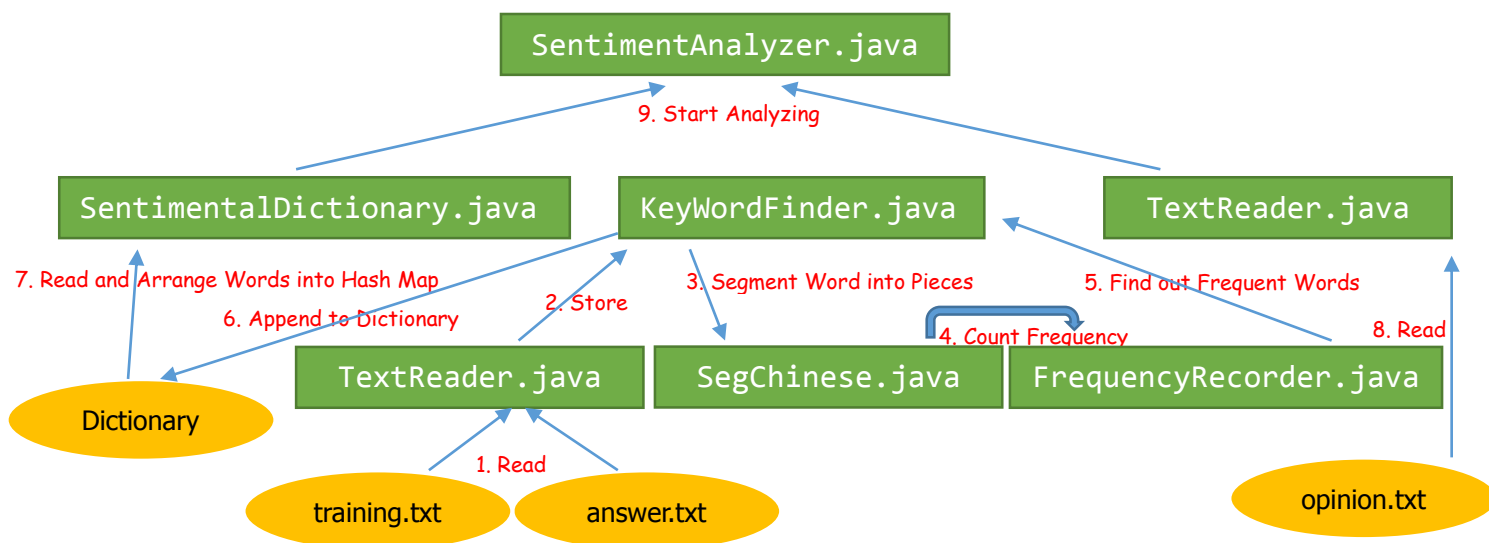 SentimentAnalyzer.java
9. Start Analyzing
SentimentalDictionary.java
KeyWordFinder.java
TextReader.java
7. Read and Arrange Words into Hash Map
3. Segment Word into Pieces
5. Find out Frequent Words
2. Store
6. Append to Dictionary
4. Count Frequency
8. Read
TextReader.java
SegChinese.java
FrequencyRecorder.java
Dictionary
1. Read
training.txt
answer.txt
opinion.txt